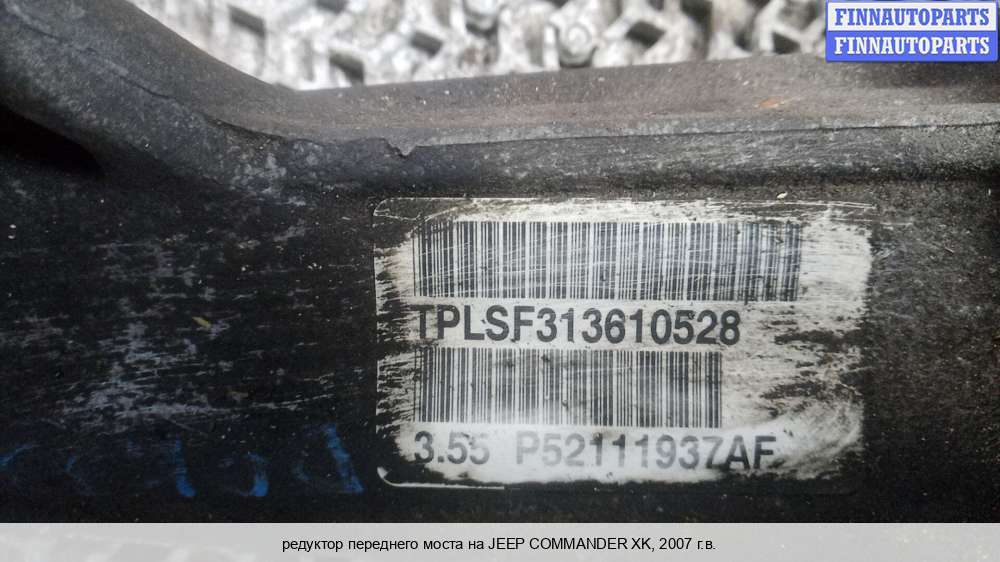 FINNAUTOPARTS
FINNAUTOPARTS
TPLSF313610528
3.55 P52111937AF
редуктор переднего моста на JEEP COMMANDER XK, 2007 г.в.